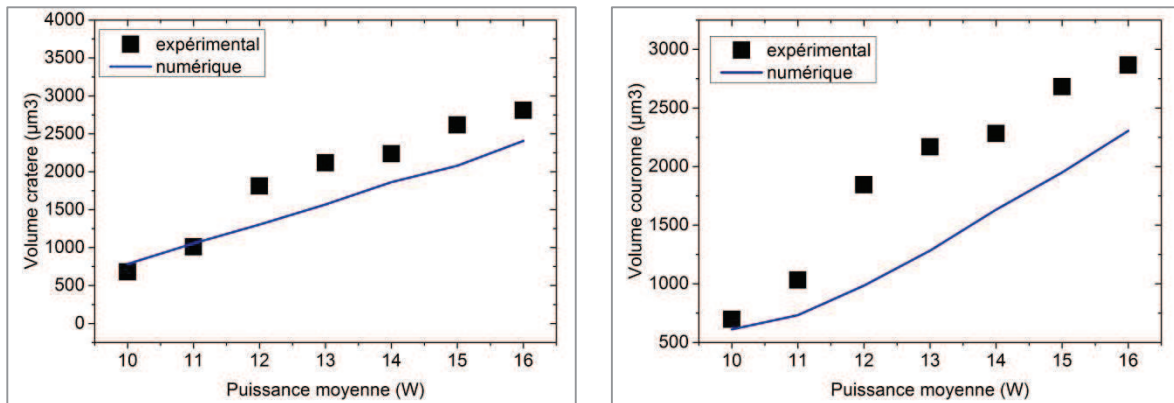 4000
3500
3000
2500
2000
1500
1000
500
0
Volume cratere (µm3)
expérimental
numérique
10 11 12 13 14 15 16
Puissance moyenne (W)
3000
2500
2000
1500
1000
500
Volume couronne (µm3)
expérimental
numérique
10 11 12 13 14 15 16
Puissance moyenne (W)